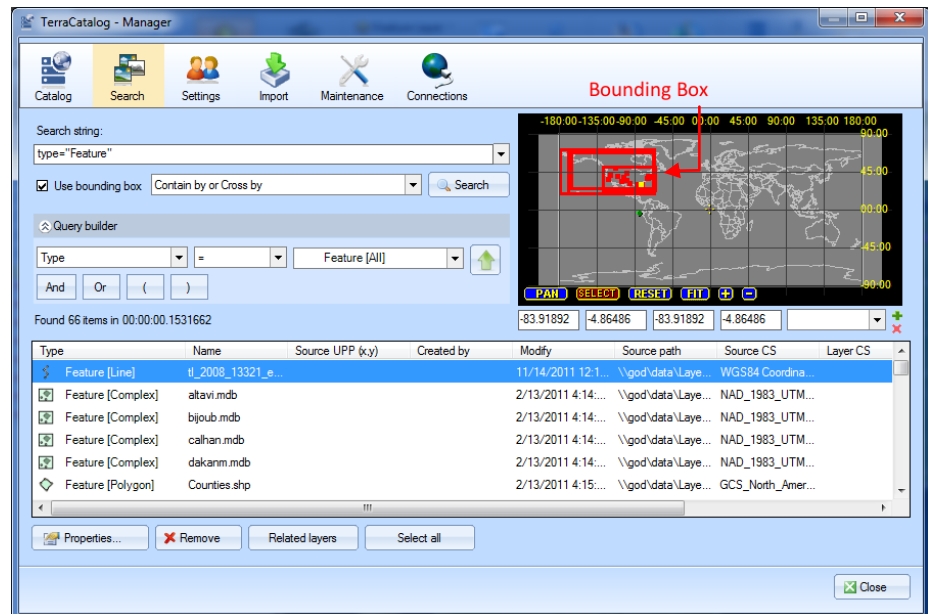 TerraCatalog - Manager
Catalog Search Settings Import Maintenance Connections
Bounding Box
Search string:
type="Feature"
Use bounding box Contain by or Cross by Search
Query builder
Type = Feature [All]
And Or ( )
Found 66 items in 00:00:00.1531662
-180:00 -135:00 -90:00 -45:00 00:00 45:00 90:00 135:00 180:00
90:00
45:00
00:00
-45:00
-90:00
PAN SELECT RESET FIT + -
-83.91892 -4.86486 -83.91892 -4.86486
Type Name Source UPP (x,y) Created by Modify Source path Source CS Layer CS
Feature [Line] tl_2008_13321_e... 11/14/2011 12:1... \\god\data\Laye... WGS84 Coordina...
Feature [Complex] altavi.mdb 2/13/2011 4:14:... \\god\data\Laye... NAD_1983_UTM...
Feature [Complex] bijoub.mdb 2/13/2011 4:14:... \\god\data\Laye... NAD_1983_UTM...
Feature [Complex] calhan.mdb 2/13/2011 4:14:... \\god\data\Laye... NAD_1983_UTM...
Feature [Complex] dakanm.mdb 2/13/2011 4:14:... \\god\data\Laye... NAD_1983_UTM...
Feature [Polygon] Counties.shp 2/13/2011 4:15:... \\god\data\Laye... GCS_North_Amer...
Properties... Remove Related layers Select all
Close